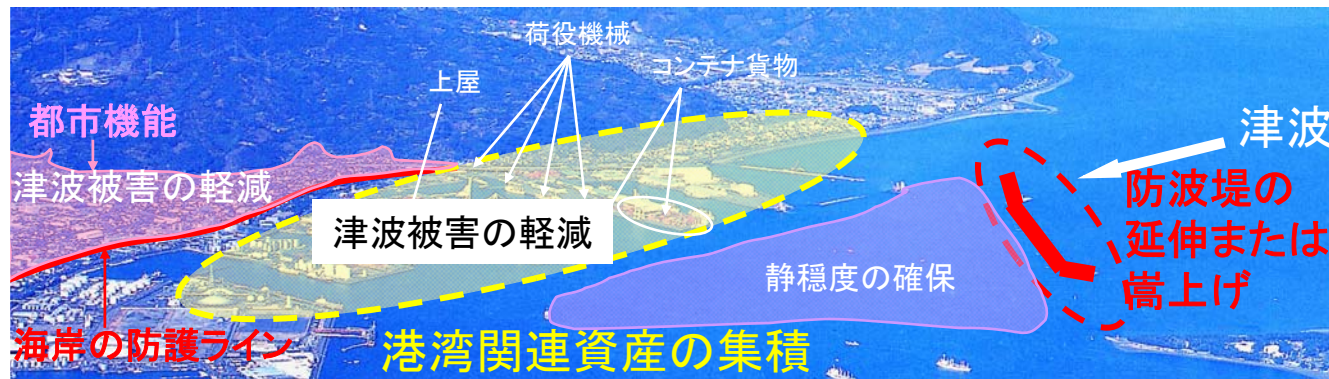 荷役機械
コンテナ貨物
上屋
都市機能
津波
津波被害の軽減
防波堤の
延伸または
嵩上げ
津波被害の軽減
静穏度の確保
海岸の防護ライン
港湾関連資産の集積